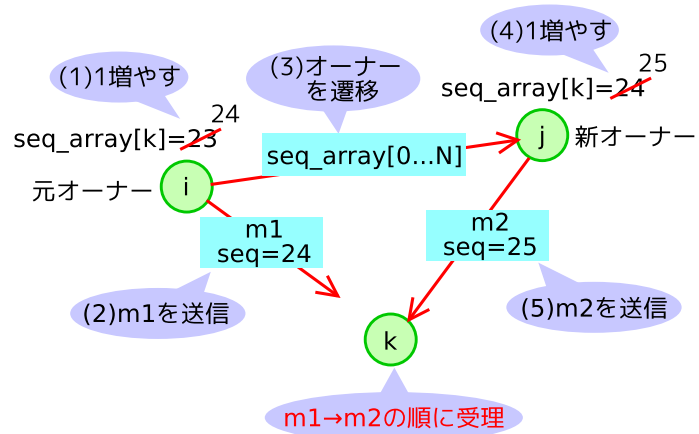 (4)1増やす
(1)1増やす
(3)オーナー
を遷移
25
seq_array[k]=24
24
seq_array[k]=23
seq_array[0...N]
j
新オーナー
元オーナー
i
m1
seq=24
m2
seq=25
(2)m1を送信
(5)m2を送信
k
m1→m2の順に受理